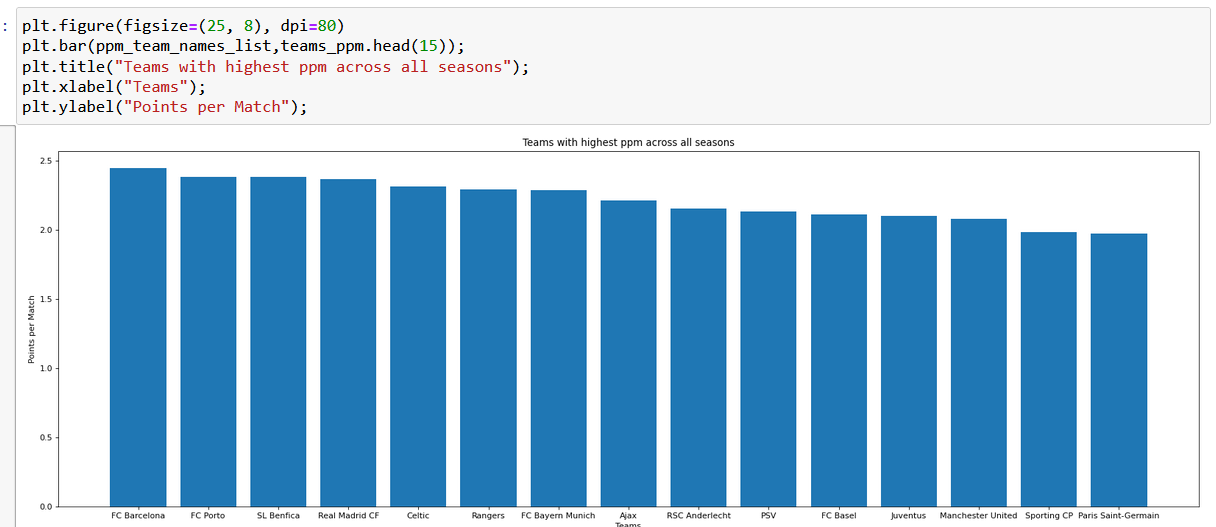 : plt.figure(figsize=(25, 8), dpi=80)
plt.bar(ppm_team_names_list,teams_ppm.head(15));
plt.title("Teams with highest ppm across all seasons");
plt.xlabel("Teams");
plt.ylabel("Points per Match");
Teams with highest ppm across all seasons
2.5
2.0
1.5
1.0
0.5
0.0
Points per Match
FC Barcelona FC Porto SL Benfica Real Madrid CF Celtic Rangers FC Bayern Munich Ajax RSC Anderlecht PSV FC Basel Juventus Manchester United Sporting CP Paris Saint-Germain
Teams